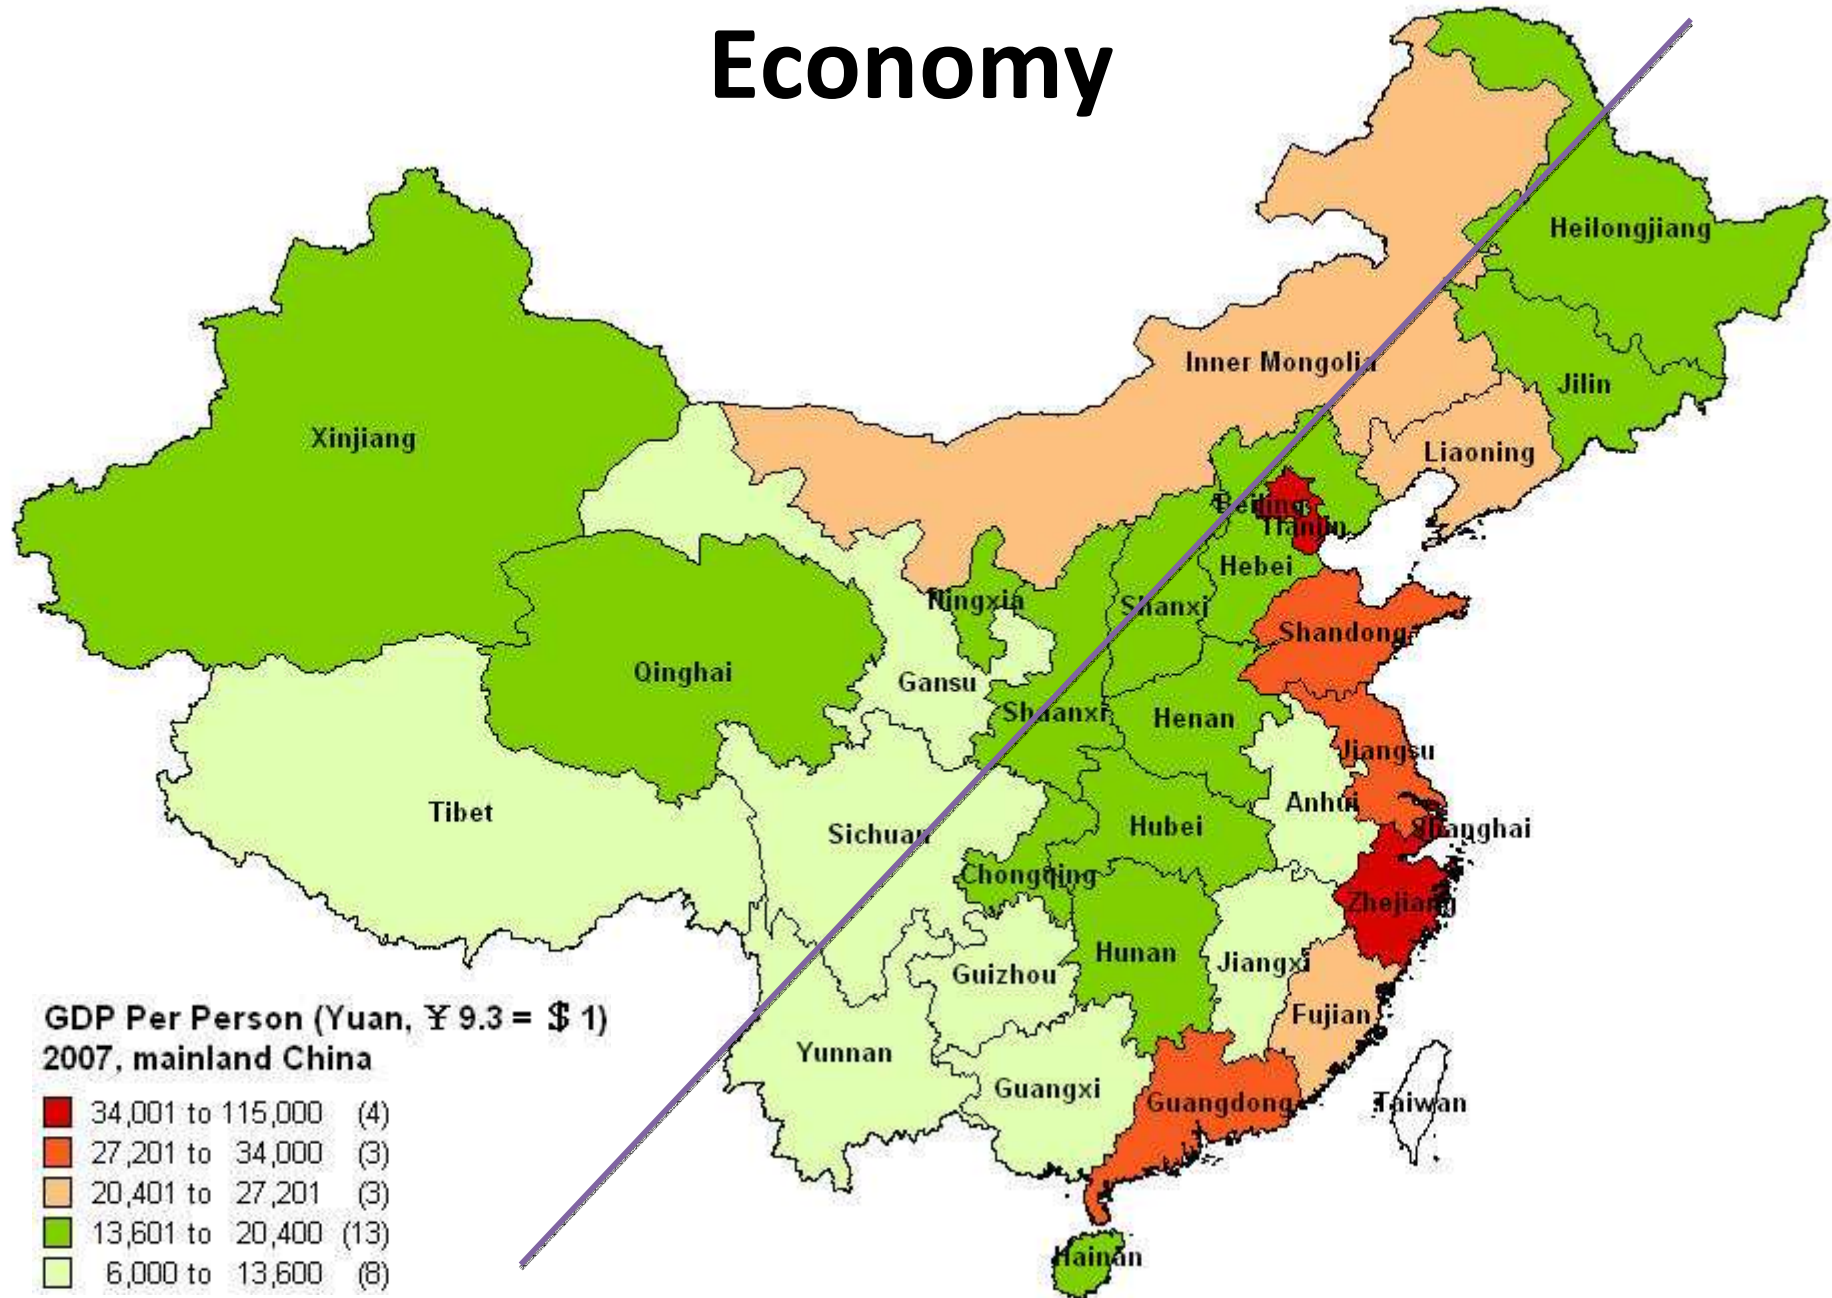 Economy
Heilongjiang
Inner Mongolia
Jilin
Xinjiang
Liaoning
Beijing
Tianjin
Hebei
Ningxia
Shanxi
Shandong
Qinghai
Gansu
Shaanxi
Henan
Jiangsu
Tibet
Anhui
Sichuan
Hubei
Shanghai
Chongqing
Zhejiang
Hunan
Jiangxi
Guizhou
Fujian
Yunnan
Guangxi
Guangdong
Taiwan
Hainan
GDP Per Person (Yuan, ¥ 9.3 = $ 1)
2007, mainland China
34,001 to 115,000 (4)
27,201 to 34,000 (3)
20,401 to 27,201 (3)
13,601 to 20,400 (13)
6,000 to 13,600 (8)